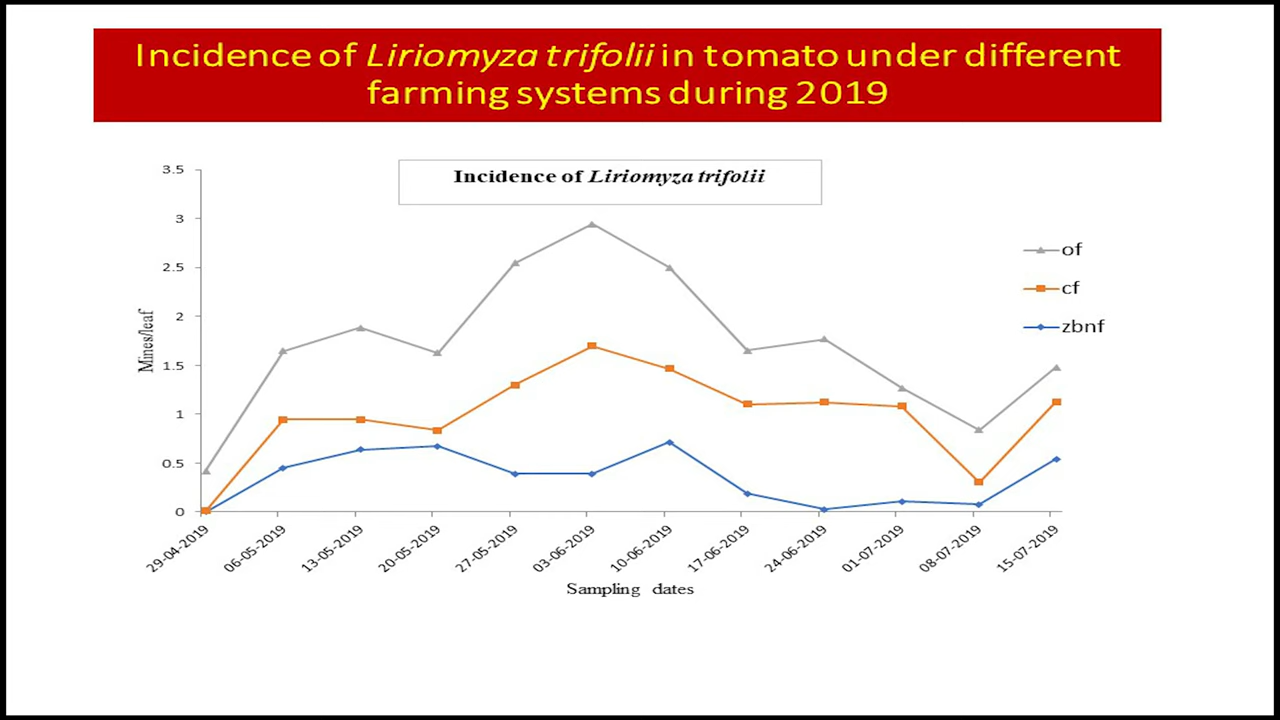 Incidence of Liriomyza trifolii in tomato under different
farming systems during 2019
Incidence of Liriomyza trifolii
3.5
3
2.5
2
1.5
1
0.5
0
Mines/leaf
of
cf
zbnf
29-04-2019
06-05-2019
13-05-2019
20-05-2019
27-05-2019
03-06-2019
10-06-2019
17-06-2019
24-06-2019
01-07-2019
08-07-2019
15-07-2019
Sampling dates